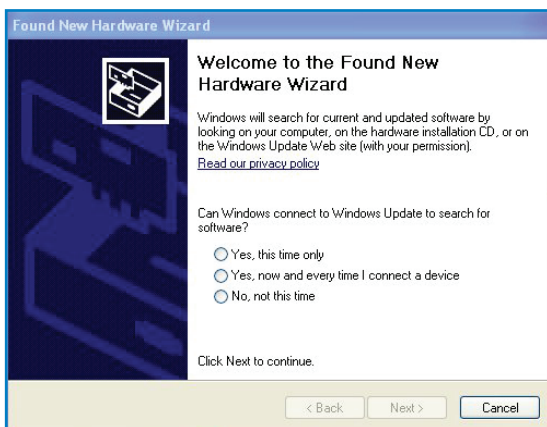 Found New Hardware Wizard
Welcome to the Found New
Hardware Wizard
Windows will search for current and updated software by
looking on your computer, on the hardware installation CD, or on
the Windows Update Web site (with your permission).
Read our privacy policy
Can Windows connect to Windows Update to search for
software?
Yes, this time only
Yes, now and every time I connect a device
No, not this time
Click Next to continue.
< Back Next > Cancel